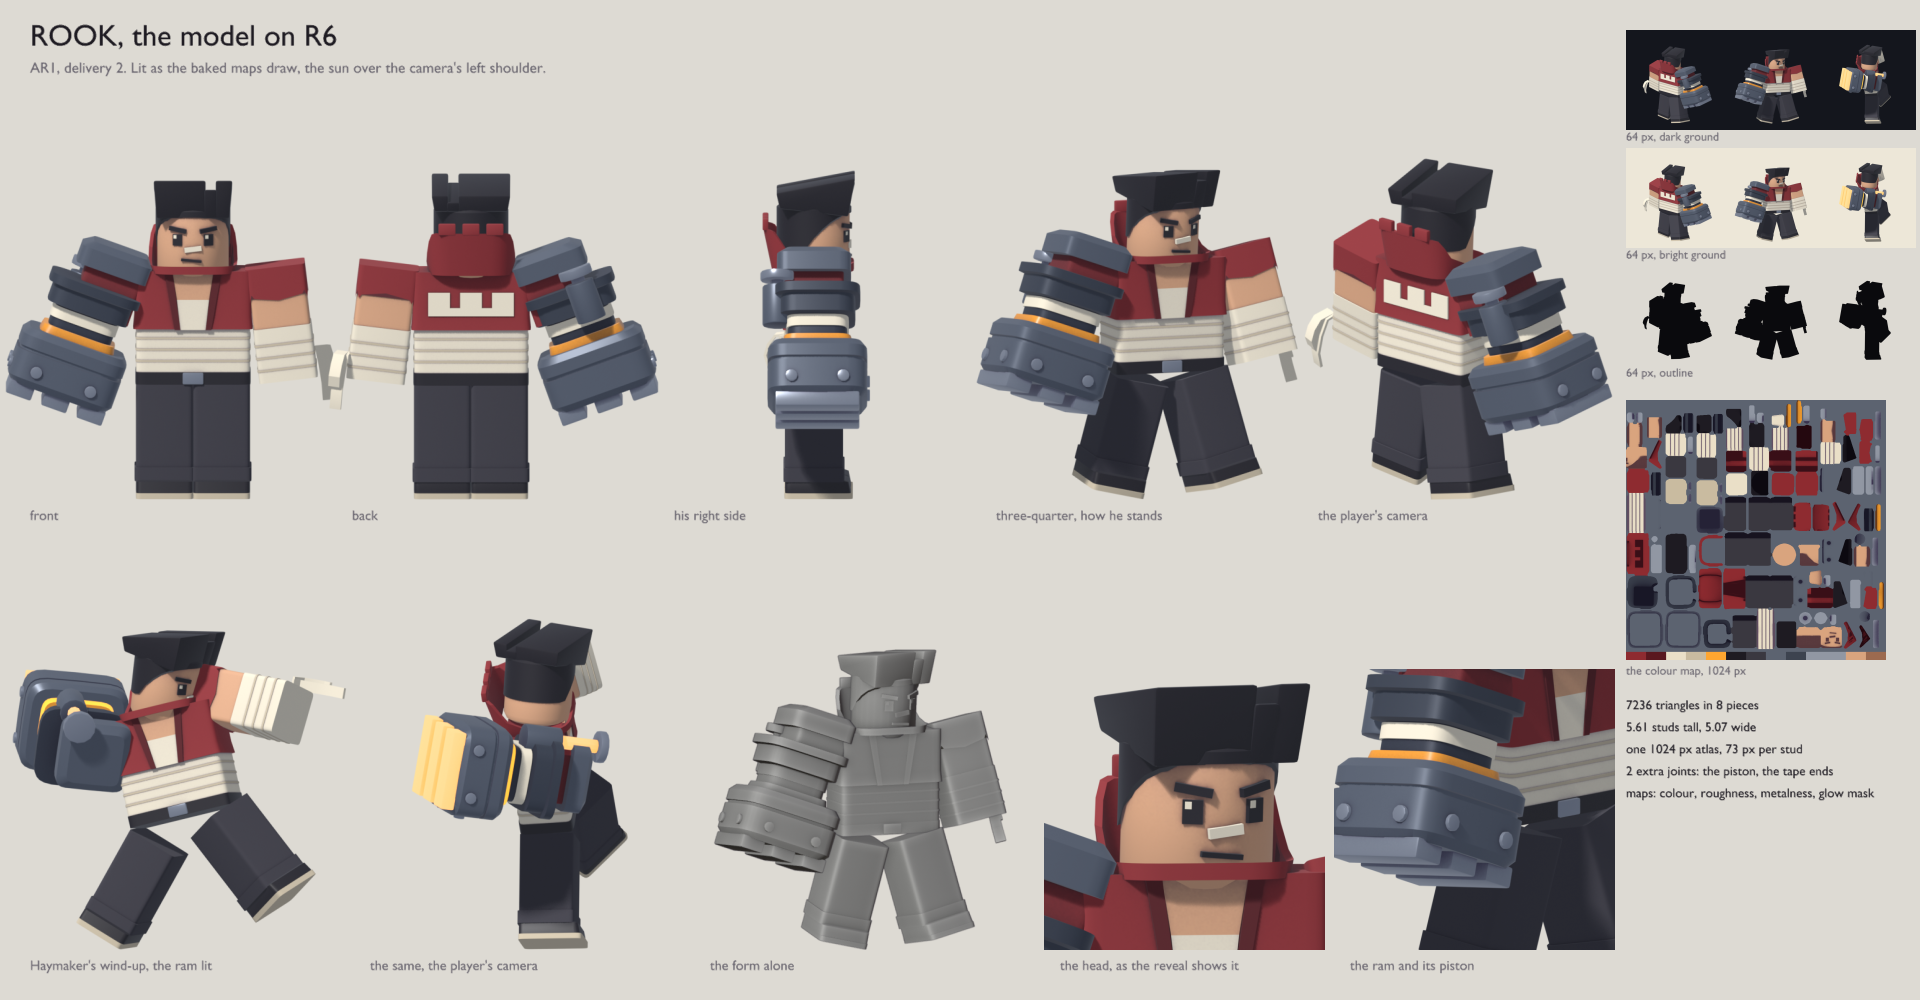 ROOK, the model on R6
AR1, delivery 2. Lit as the baked maps draw, the sun over the camera's left shoulder.
64 px, dark ground
64 px, bright ground
64 px, outline
front
back
his right side
three-quarter, how he stands
the player's camera
the colour map, 1024 px
7236 triangles in 8 pieces
5.61 studs tall, 5.07 wide
one 1024 px atlas, 73 px per stud
2 extra joints: the piston, the tape ends
maps: colour, roughness, metalness, glow mask
Haymaker's wind-up, the ram lit
the same, the player's camera
the form alone
the head, as the reveal shows it
the ram and its piston